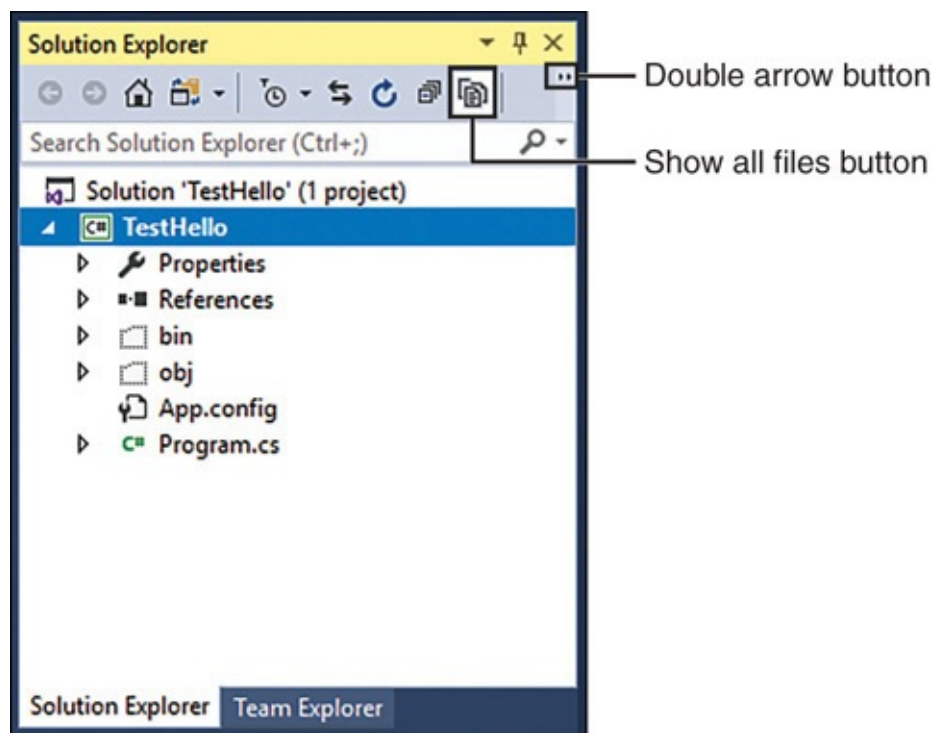 Solution Explorer
Double arrow button
Search Solution Explorer (Ctrl+;)
Show all files button
Solution 'TestHello' (1 project)
C# TestHello
Properties
References
bin
obj
App.config
C# Program.cs
Solution Explorer Team Explorer